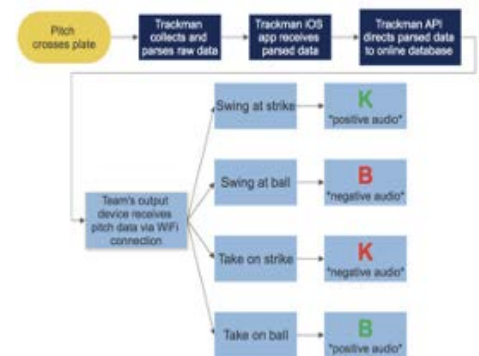 Pitch
crosses plate
Trackman
collects and
parses raw data
Trackman iOS
app receives
parsed data
Trackman API
directs parsed data
to online database
Team's output
device receives
pitch data via WiFi
connection
Swing at strike
K
*positive audio*
Swing at ball
B
*negative audio*
Take on strike
K
*negative audio*
Take on ball
B
*positive audio*